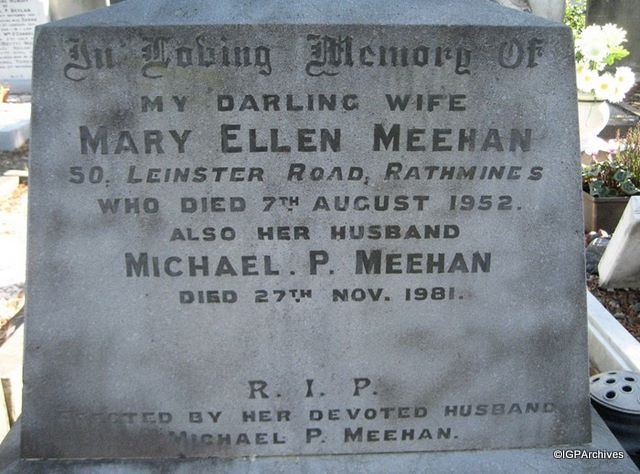 In Loving Memory Of
MY DARLING WIFE
MARY ELLEN MEEHAN
50, LEINSTER ROAD, RATHMINES
WHO DIED 7TH AUGUST 1952.
ALSO HER HUSBAND
MICHAEL. P. MEEHAN
DIED 27TH NOV. 1981.
R. I. P.
ERECTED BY HER DEVOTED HUSBAND
MICHAEL P. MEEHAN.
©IGPArchives